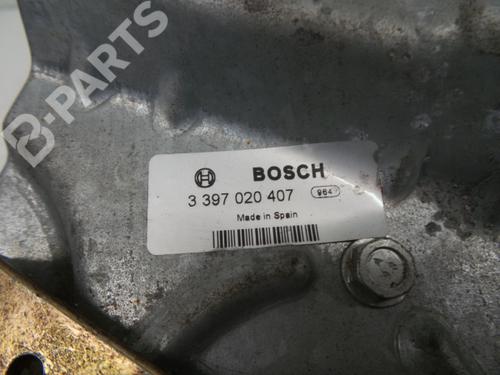 B-PARTS
BOSCH
3 397 020 407 964
Made in Spain